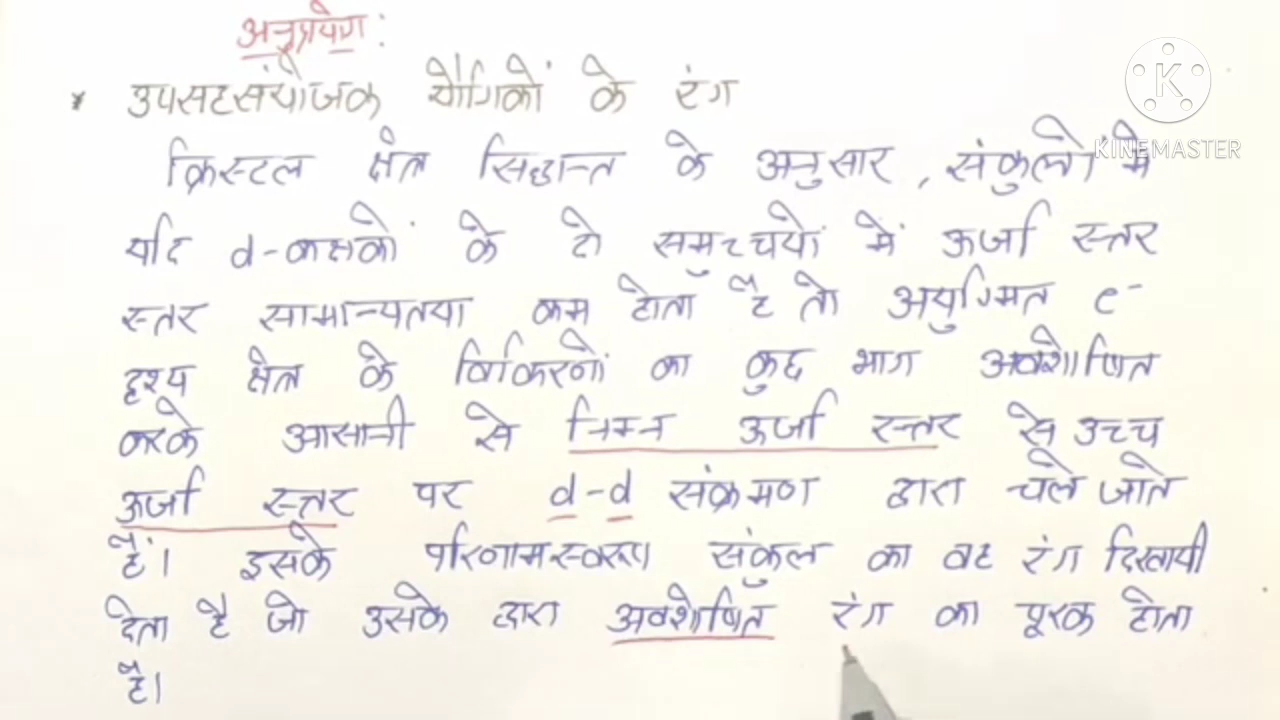 अनुप्रयोग :
* उपसहसंयोजक यौगिकों के रंग
KINEMASTER
क्रिस्टल क्षेत्र सिद्धान्त के अनुसार, संकुलों में
यदि d-कक्षकों के दो समुच्चयों में ऊर्जा स्तर
स्तर सामान्यतया कम होता है तो अयुग्मित e⁻
दृश्य क्षेत्र के विकिरनों का कुछ भाग अवशोषित
करके आसानी से निम्न ऊर्जा स्तर से उच्च
ऊर्जा स्तर पर d-d संक्रमण द्वारा चले जाते
हैं। इसके परिनामस्वरूप संकुल का वह रंग दिखायी
देता है जो उसके द्वारा अवशोषित रंग का पूरक होता
है।